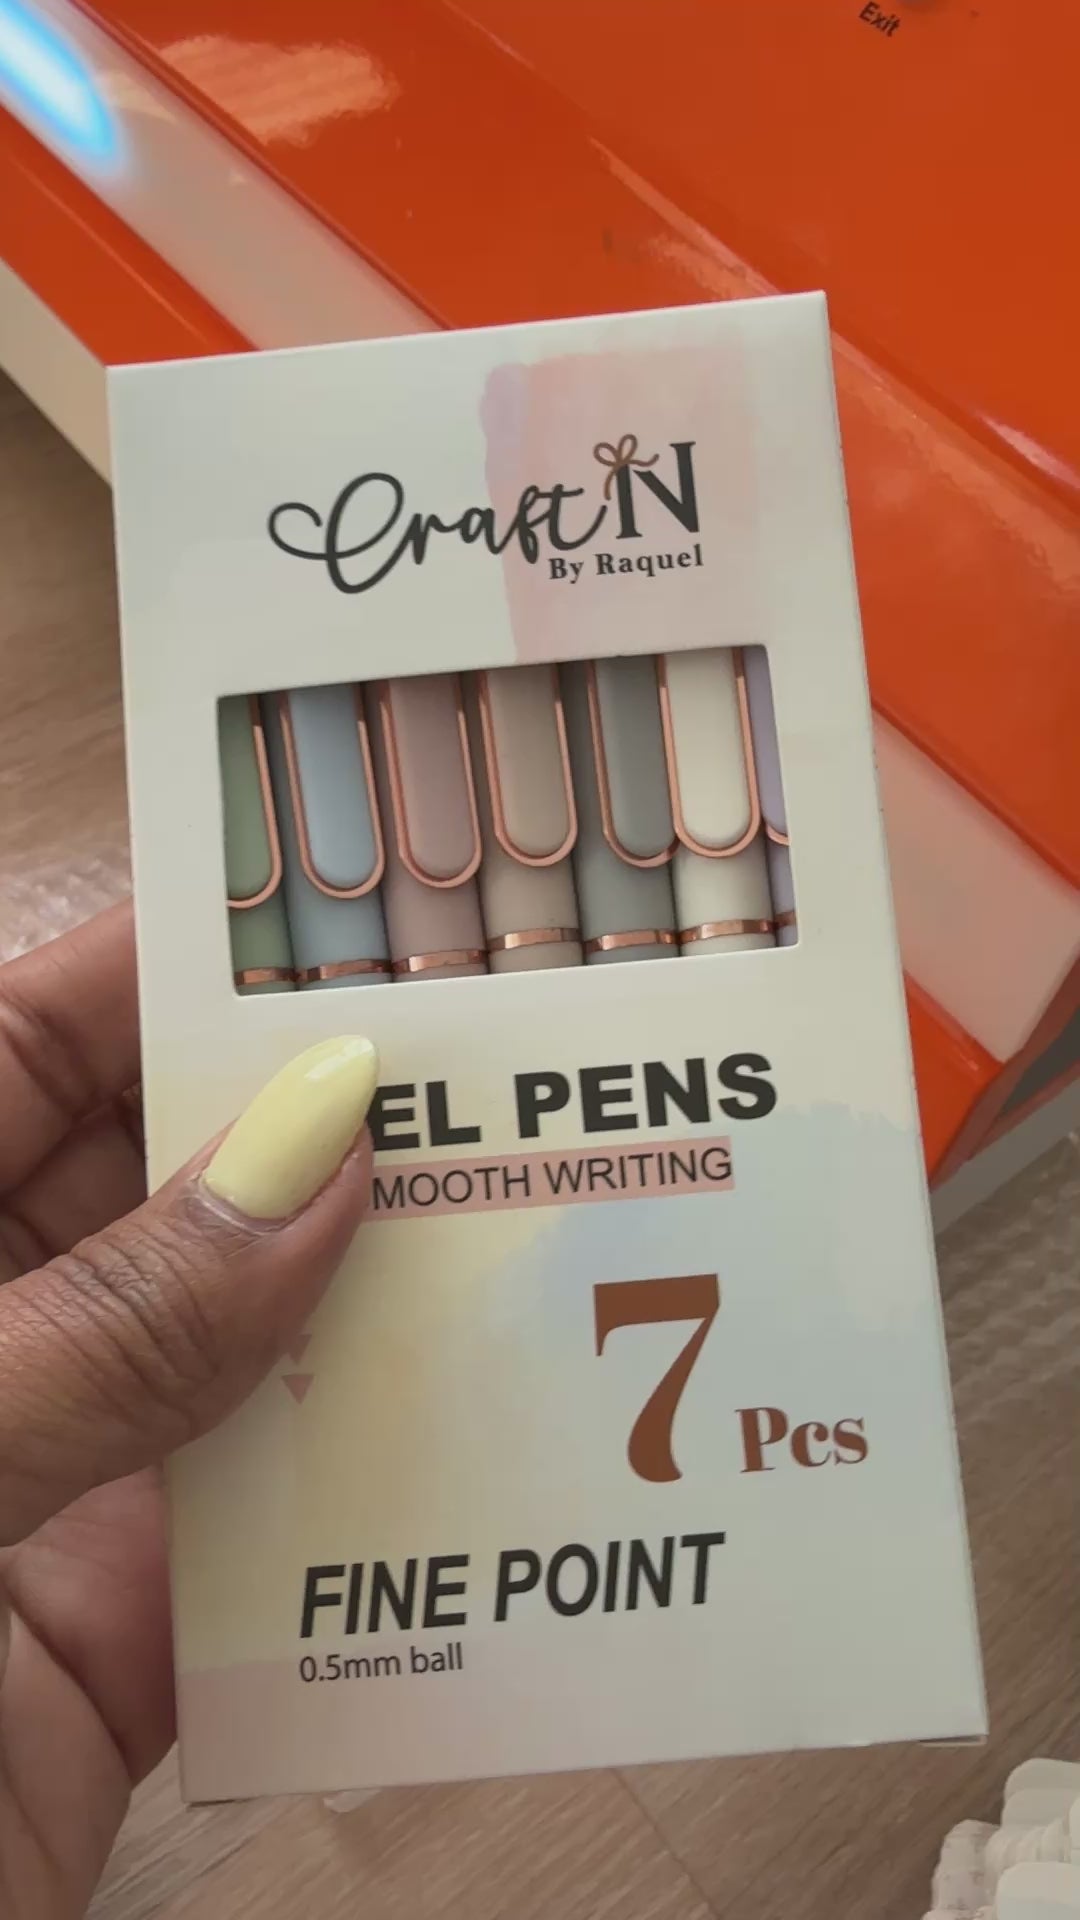 Exit
Craft N
By Raquel
EL PENS
MOOTH WRITING
7 Pcs
FINE POINT
0.5mm ball